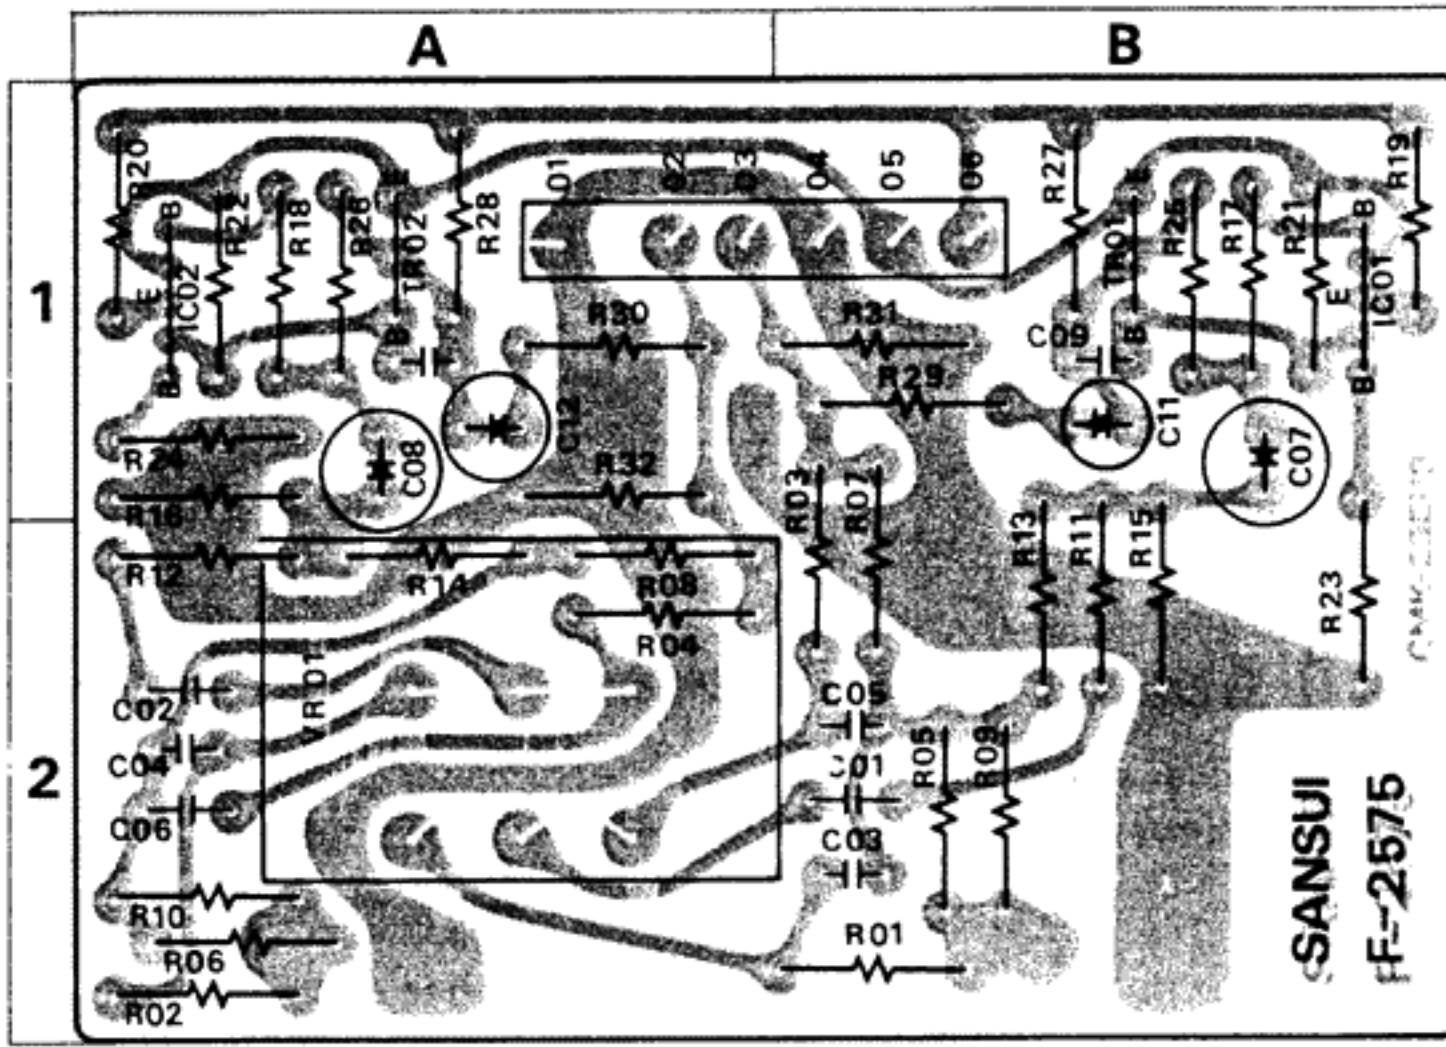 A B
1
2
R20
B
R22
R18
R26
E
TR02
R28
01
02
03
04
05
06
R27
E
TR01
R25
R17
R21
B
R19
E
IC02
B
B
R30
R31
C09
B
E
IC01
B
R29
R24
C08
C12
C11
C07
R16
R32
R03
R07
R13
R11
R15
R12
R14
R08
R04
R23
VR01
C02
C05
C04
C01
R05
R09
C06
C03
R10
R06
R01
R02
SANSUI
F-2575